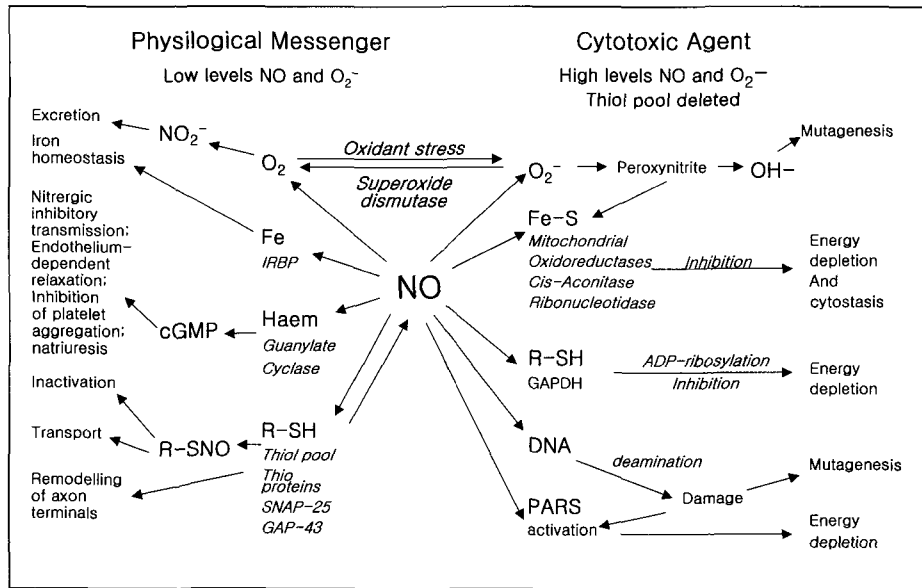 Physilogical Messenger
Low levels NO and O₂⁻
Cytotoxic Agent
High levels NO and O₂⁻
Thiol pool deleted
Excretion
NO₂⁻
Iron
homeostasis
O₂
Oxidant stress
Superoxide
dismutase
O₂⁻
Peroxynitrite
OH−
Mutagenesis
Nitrergic
inhibitory
transmission;
Endothelium-
dependent
relaxation;
Inhibition
of platelet
aggregation;
natriuresis
Fe
IRBP
Fe-S
Mitochondrial
Oxidoreductases
Cis-Aconitase
Ribonucleotidase
Inhibition
Energy
depletion
And
cytostasis
NO
cGMP
Haem
Guanylate
Cyclase
R-SH
GAPDH
ADP-ribosylation
Inhibition
Energy
depletion
Inactivation
Transport
R-SNO
R-SH
Thiol pool
Thio
proteins
SNAP-25
GAP-43
Remodelling
of axon
terminals
DNA
deamination
Damage
Mutagenesis
PARS
activation
Energy
depletion